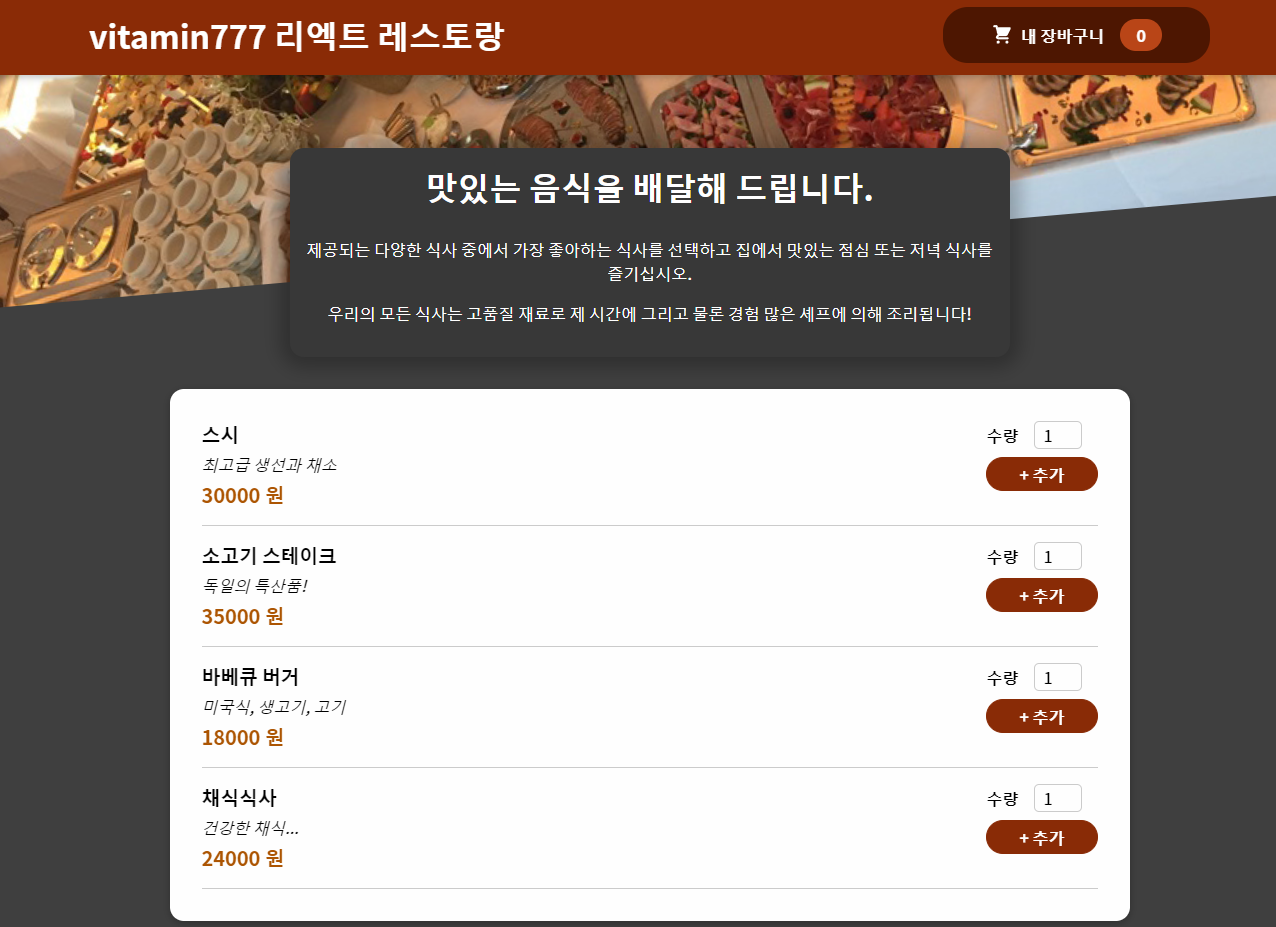 vitamin777 리엑트 레스토랑
내 장바구니 0
맛있는 음식을 배달해 드립니다.
제공되는 다양한 식사 중에서 가장 좋아하는 식사를 선택하고 집에서 맛있는 점심 또는 저녁 식사를
즐기십시오.
우리의 모든 식사는 고품질 재료로 제 시간에 그리고 물론 경험 많은 셰프에 의해 조리됩니다!
스시
최고급 생선과 채소
30000 원
수량 1
+ 추가
소고기 스테이크
독일의 특산품!
35000 원
수량 1
+ 추가
바베큐 버거
미국식, 생고기, 고기
18000 원
수량 1
+ 추가
채식식사
건강한 채식...
24000 원
수량 1
+ 추가